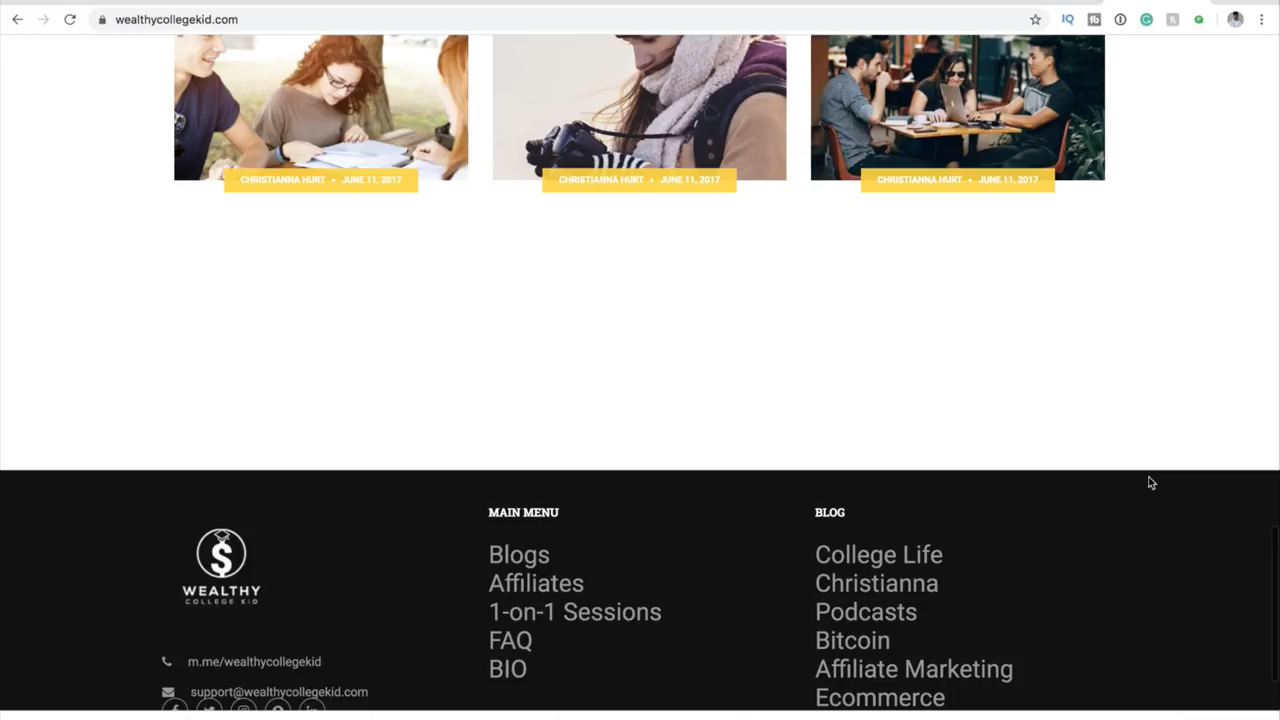 wealthycollegekid.com
CHRISTIANNA HURT • JUNE 11, 2017
CHRISTIANNA HURT • JUNE 11, 2017
CHRISTIANNA HURT • JUNE 11, 2017
$
WEALTHY
COLLEGE KID
m.me/wealthycollegekid
support@wealthycollegekid.com
MAIN MENU
Blogs
Affiliates
1-on-1 Sessions
FAQ
BIO
BLOG
College Life
Christianna
Podcasts
Bitcoin
Affiliate Marketing
Ecommerce